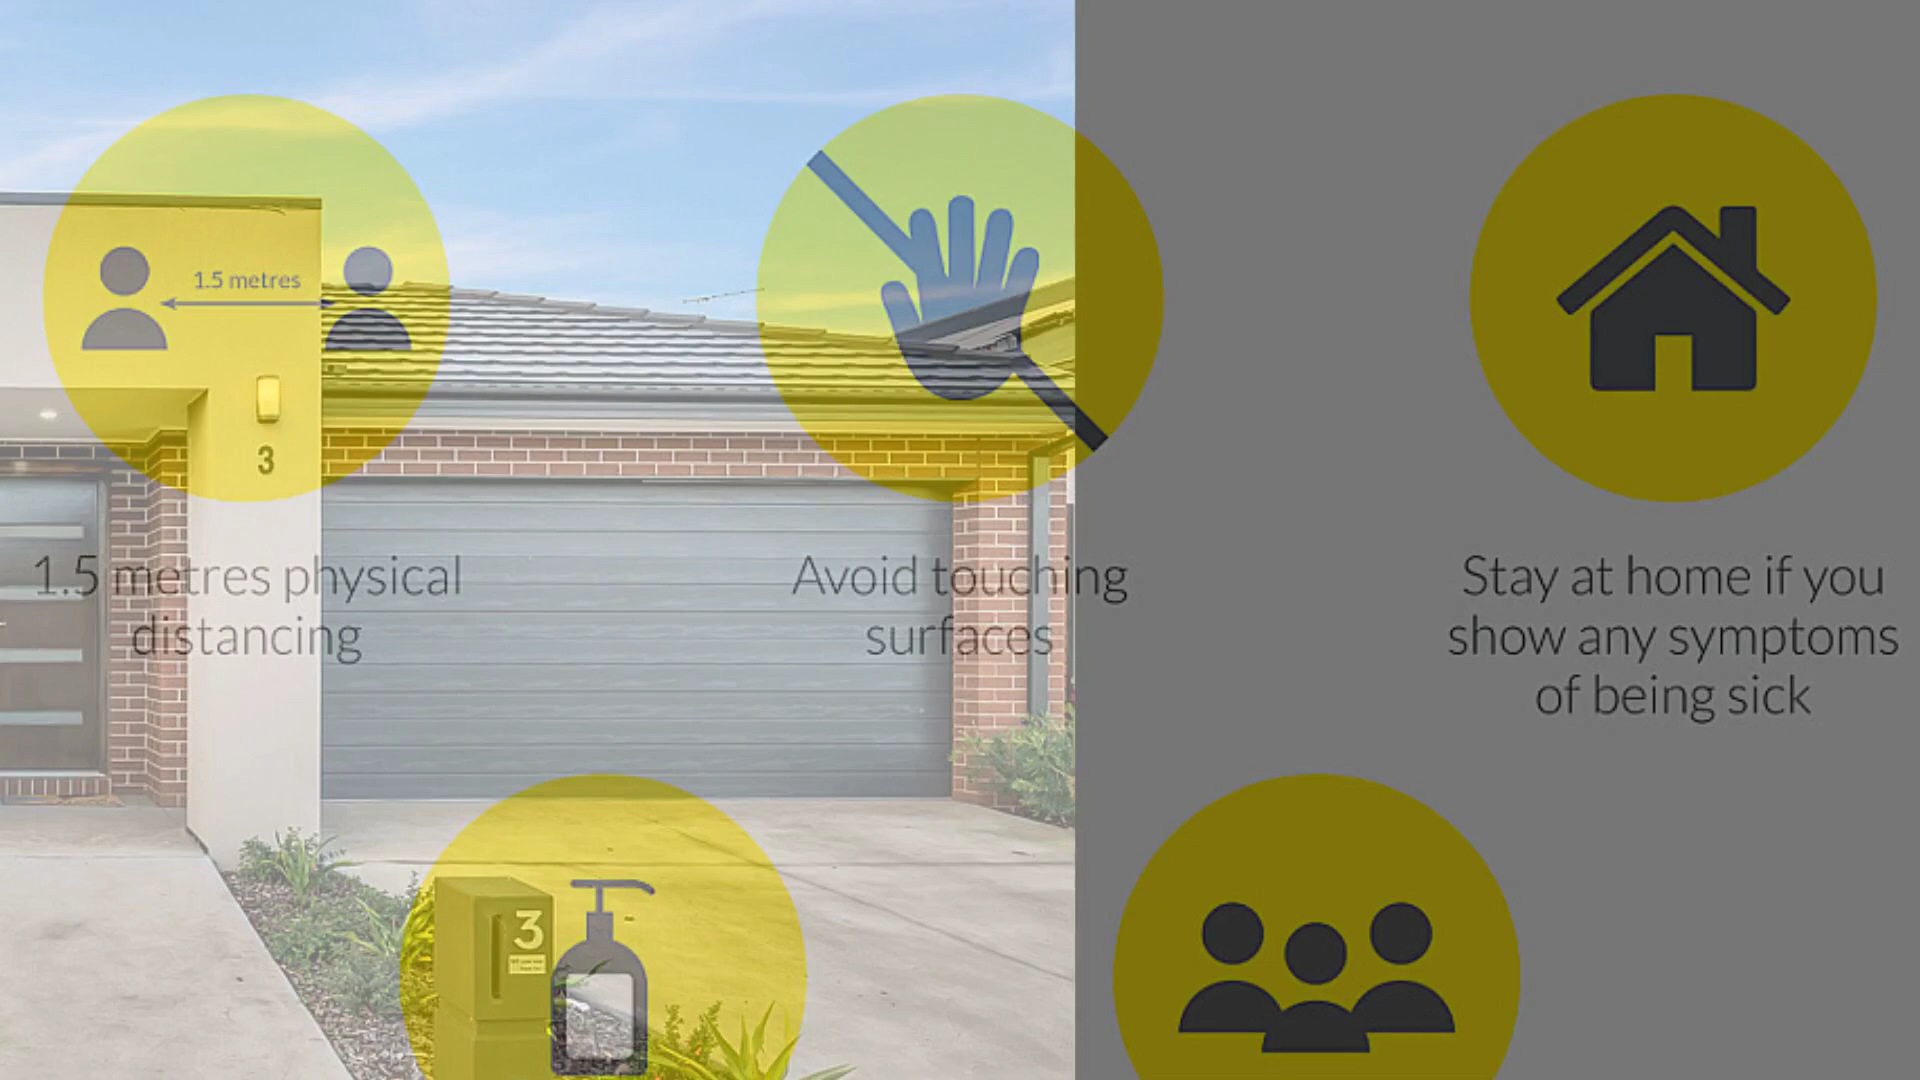 1.5 metres
3
1.5 metres physical
distancing
Avoid touching
surfaces
Stay at home if you
show any symptoms
of being sick
3